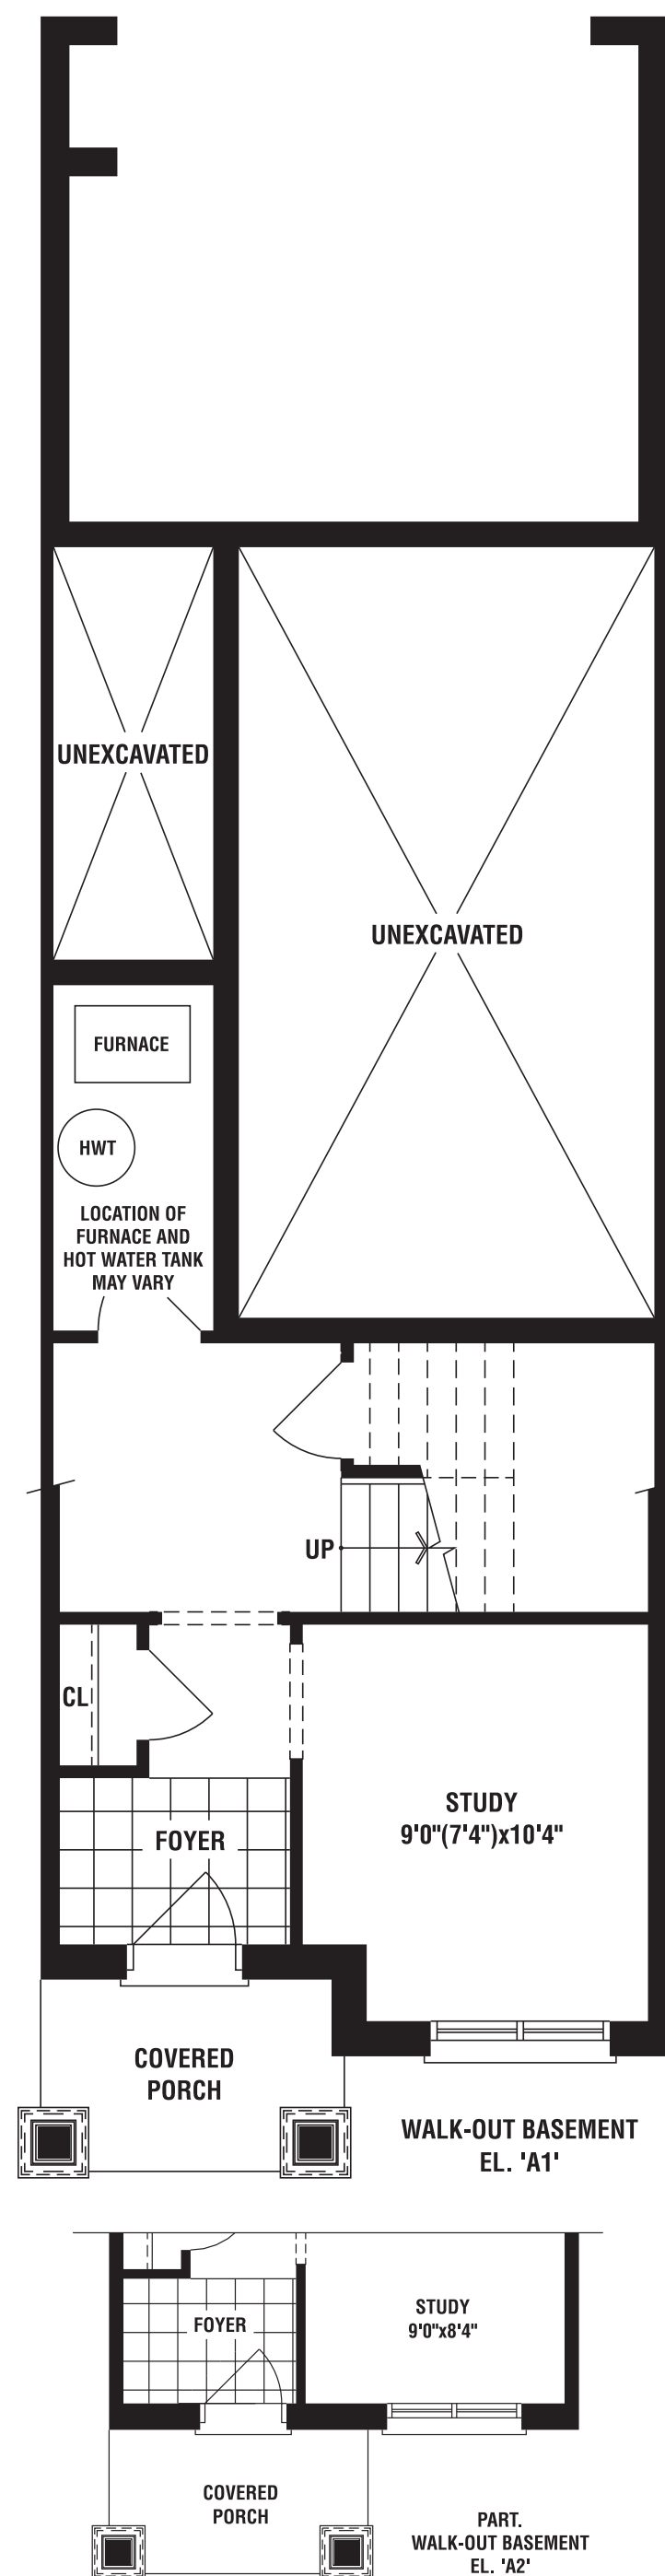 UNEXCAVATED
UNEXCAVATED
FURNACE
HWT
LOCATION OF
FURNACE AND
HOT WATER TANK
MAY VARY
UP
CL
STUDY
9'0"(7'4")x10'4"
FOYER
COVERED
PORCH
WALK-OUT BASEMENT
EL. 'A1'
FOYER
STUDY
9'0"x8'4"
COVERED
PORCH
PART.
WALK-OUT BASEMENT
EL. 'A2'